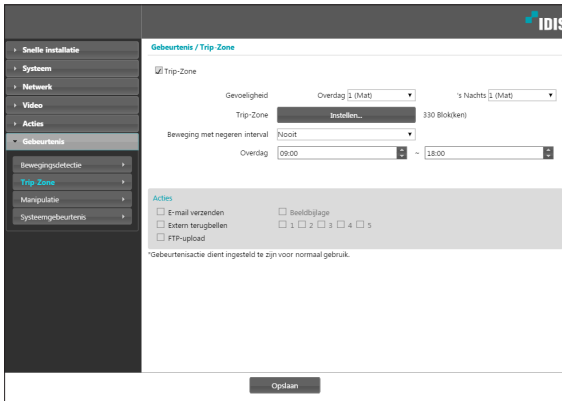 IDIS
Snelle installatie
Systeem
Netwerk
Video
Acties
Gebeurtenis
Bewegingsdetectie
Trip Zone
Manipulatie
Systeemgebeurtenis
Gebeurtenis / Trip-Zone
Trip-Zone
Gevoeligheid Overdag 1 (Mat) 's Nachts 1 (Mat)
Trip-Zone Instellen... 330 Blok(ken)
Beweging met negeren interval Nooit
Overdag 09:00 ~ 18:00
Acties
E-mail verzenden Beeldbijlage
Extern terugbellen 1 2 3 4 5
FTP-upload
*Gebeurtenisactie dient ingesteld te zijn voor normaal gebruik.
Opslaan